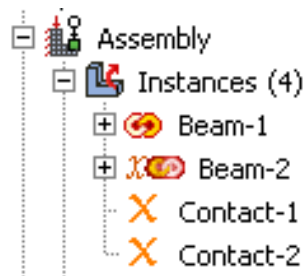 Assembly
Instances (4)
Beam-1
Beam-2
Contact-1
Contact-2